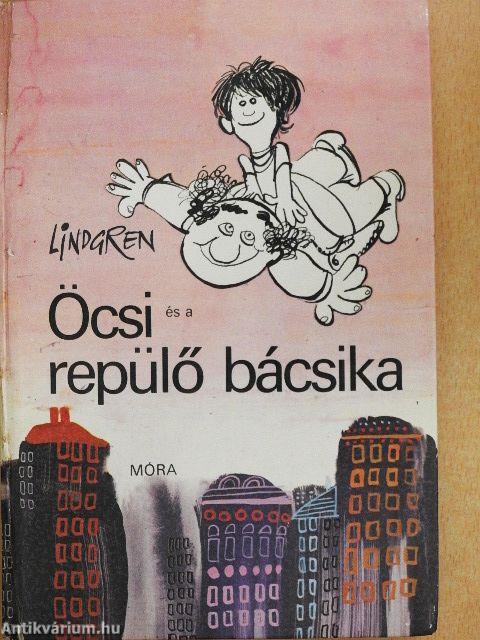 LINDGREN
Öcsi és a
repülő bácsika
MÓRA
Antikvárium.hu